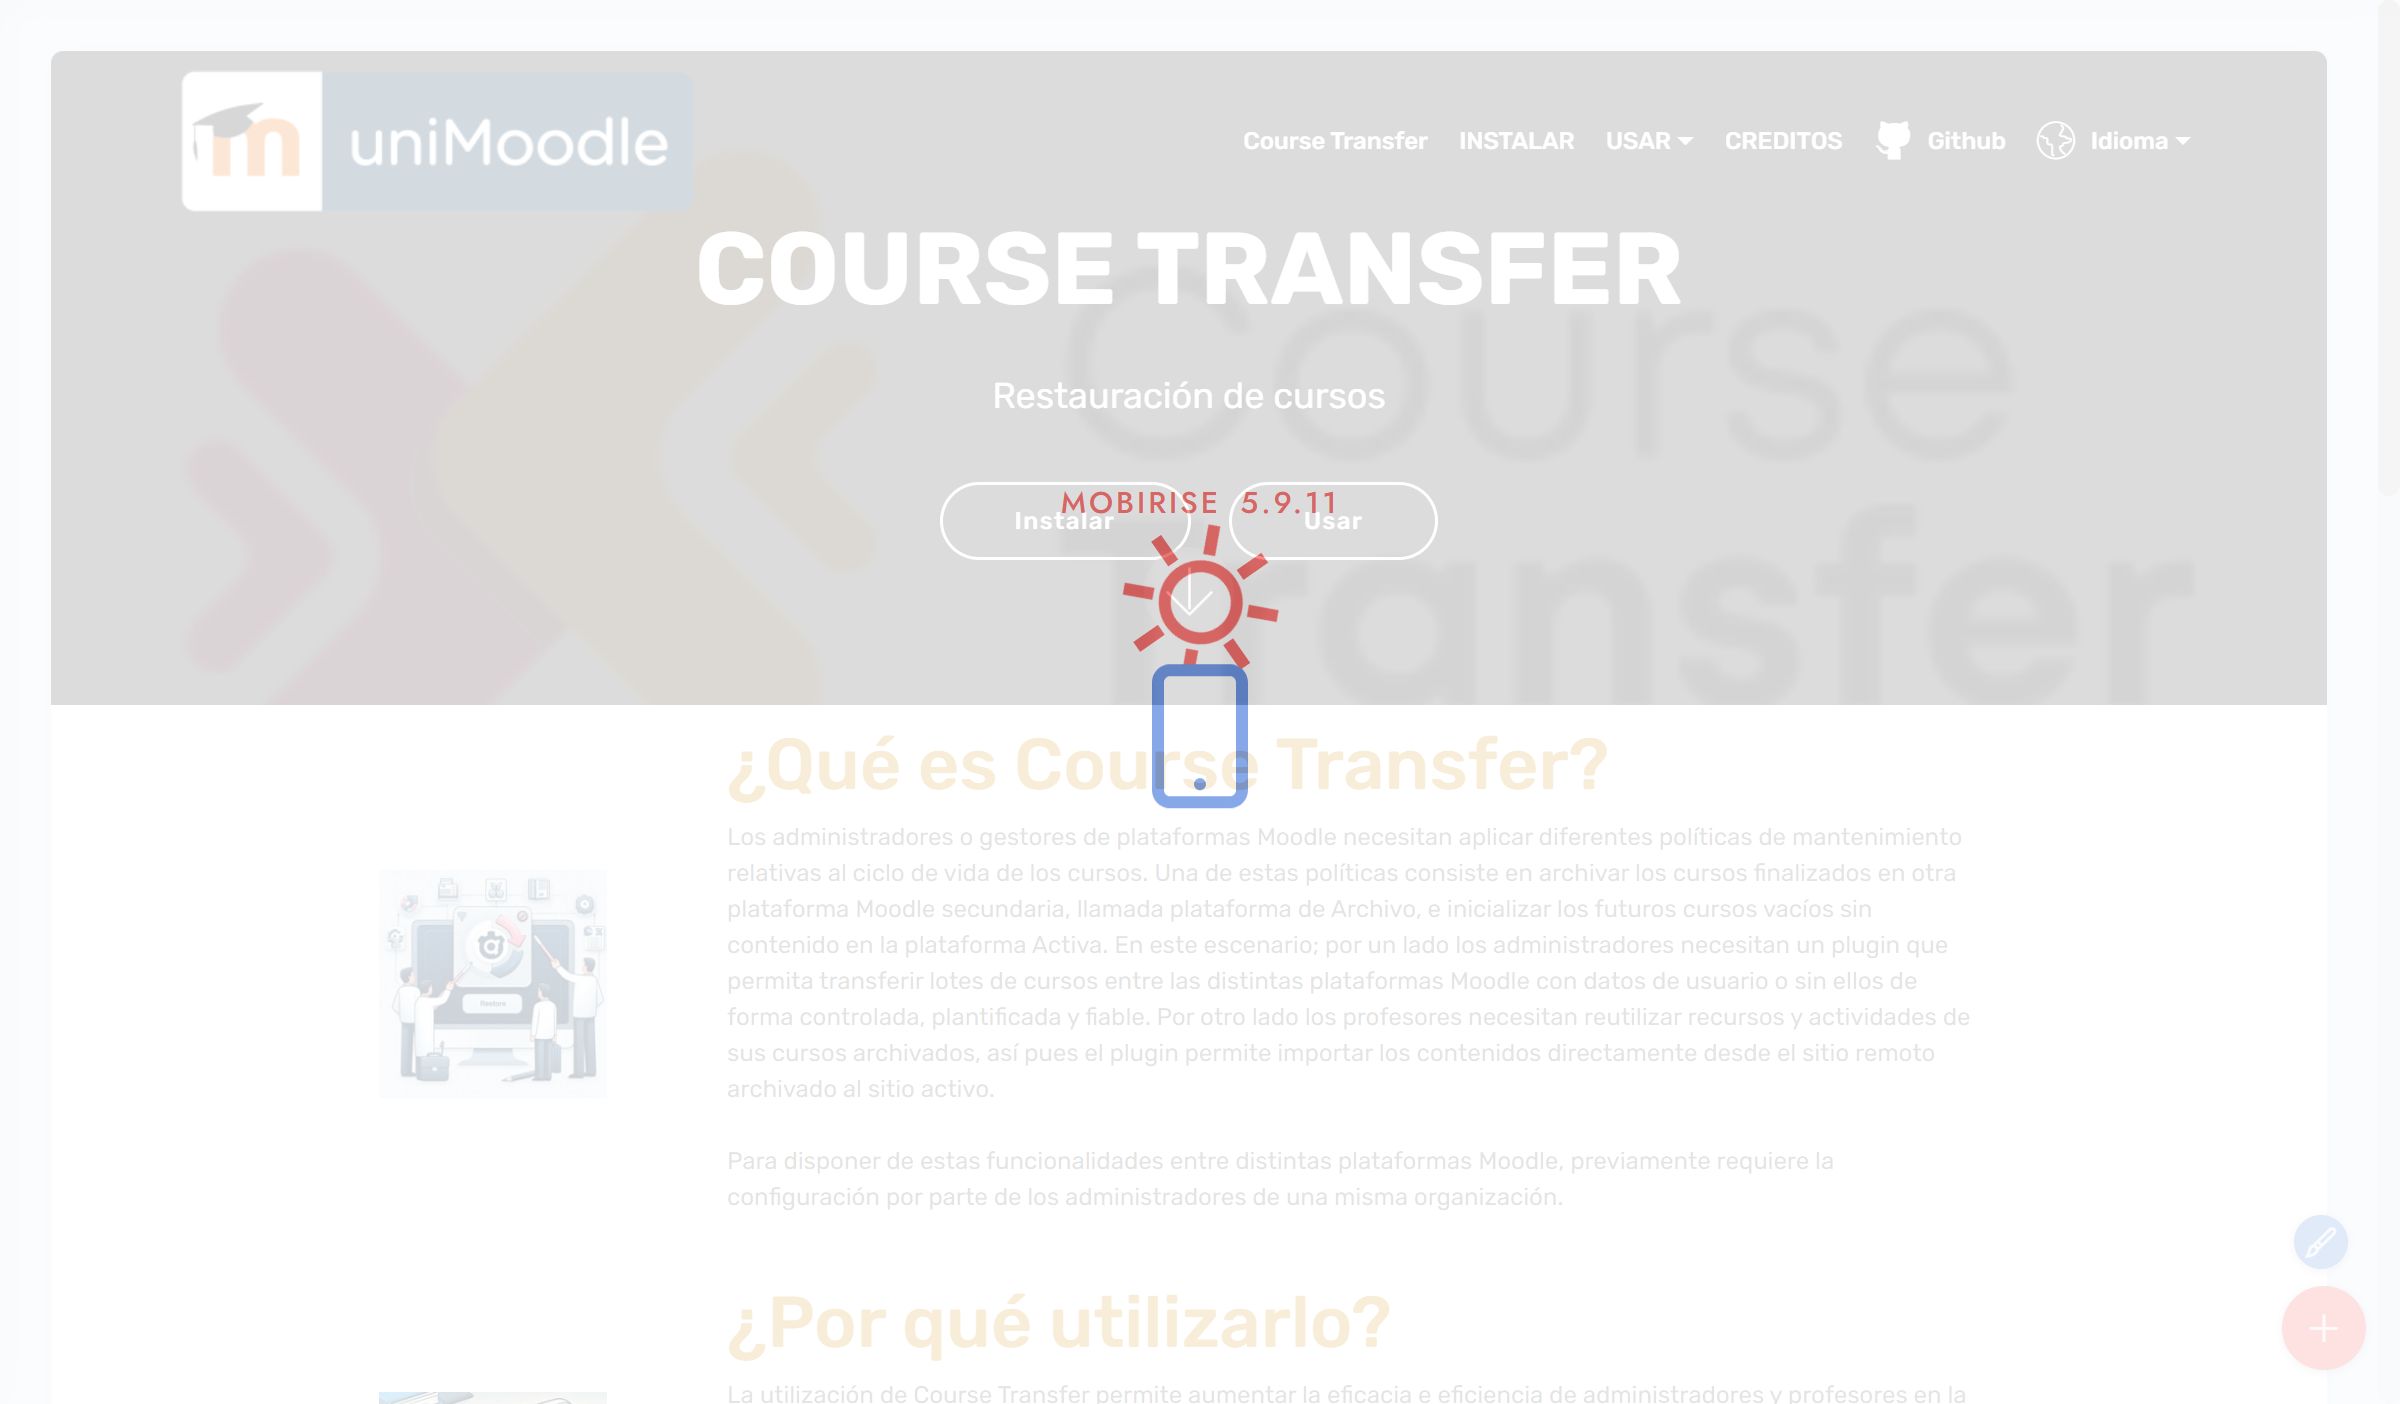 uniMoodle
Course Transfer INSTALAR USAR CREDITOS Github Idioma
COURSE TRANSFER
Course
Transfer
Restauración de cursos
MOBIRISE 5.9.11
Instalar Usar
¿Qué es Course Transfer?
Los administradores o gestores de plataformas Moodle necesitan aplicar diferentes políticas de mantenimiento
relativas al ciclo de vida de los cursos. Una de estas políticas consiste en archivar los cursos finalizados en otra
plataforma Moodle secundaria, llamada plataforma de Archivo, e inicializar los futuros cursos vacíos sin
contenido en la plataforma Activa. En este escenario; por un lado los administradores necesitan un plugin que
permita transferir lotes de cursos entre las distintas plataformas Moodle con datos de usuario o sin ellos de
forma controlada, plantificada y fiable. Por otro lado los profesores necesitan reutilizar recursos y actividades de
sus cursos archivados, así pues el plugin permite importar los contenidos directamente desde el sitio remoto
archivado al sitio activo.
Restore
Para disponer de estas funcionalidades entre distintas plataformas Moodle, previamente requiere la
configuración por parte de los administradores de una misma organización.
¿Por qué utilizarlo?
La utilización de Course Transfer permite aumentar la eficacia e eficiencia de administradores y profesores en la